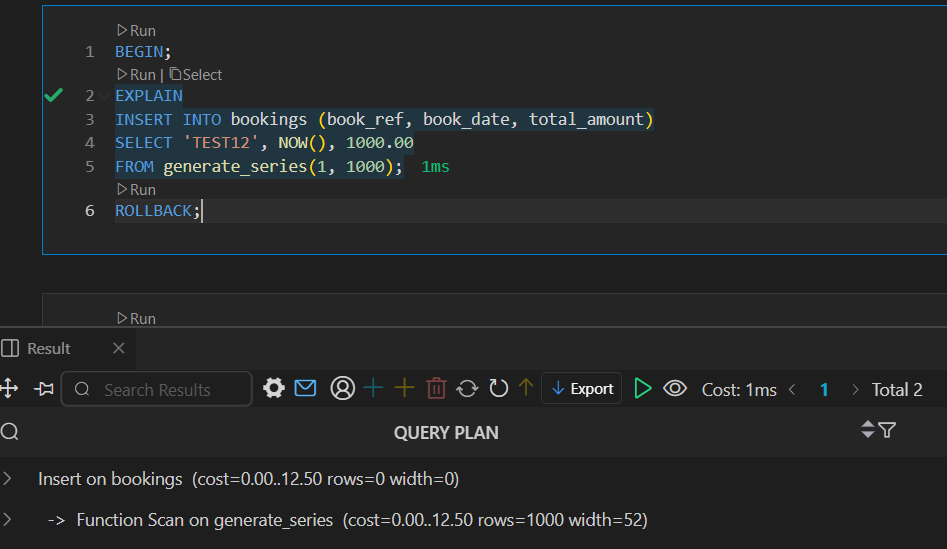 Run
1 BEGIN;
Run | Select
2 EXPLAIN
3 INSERT INTO bookings (book_ref, book_date, total_amount)
4 SELECT 'TEST12', NOW(), 1000.00
5 FROM generate_series(1, 1000); 1ms
Run
6 ROLLBACK;
Run
Result
Search Results Export Cost: 1ms < 1 > Total 2
QUERY PLAN
Insert on bookings (cost=0.00..12.50 rows=0 width=0)
-> Function Scan on generate_series (cost=0.00..12.50 rows=1000 width=52)